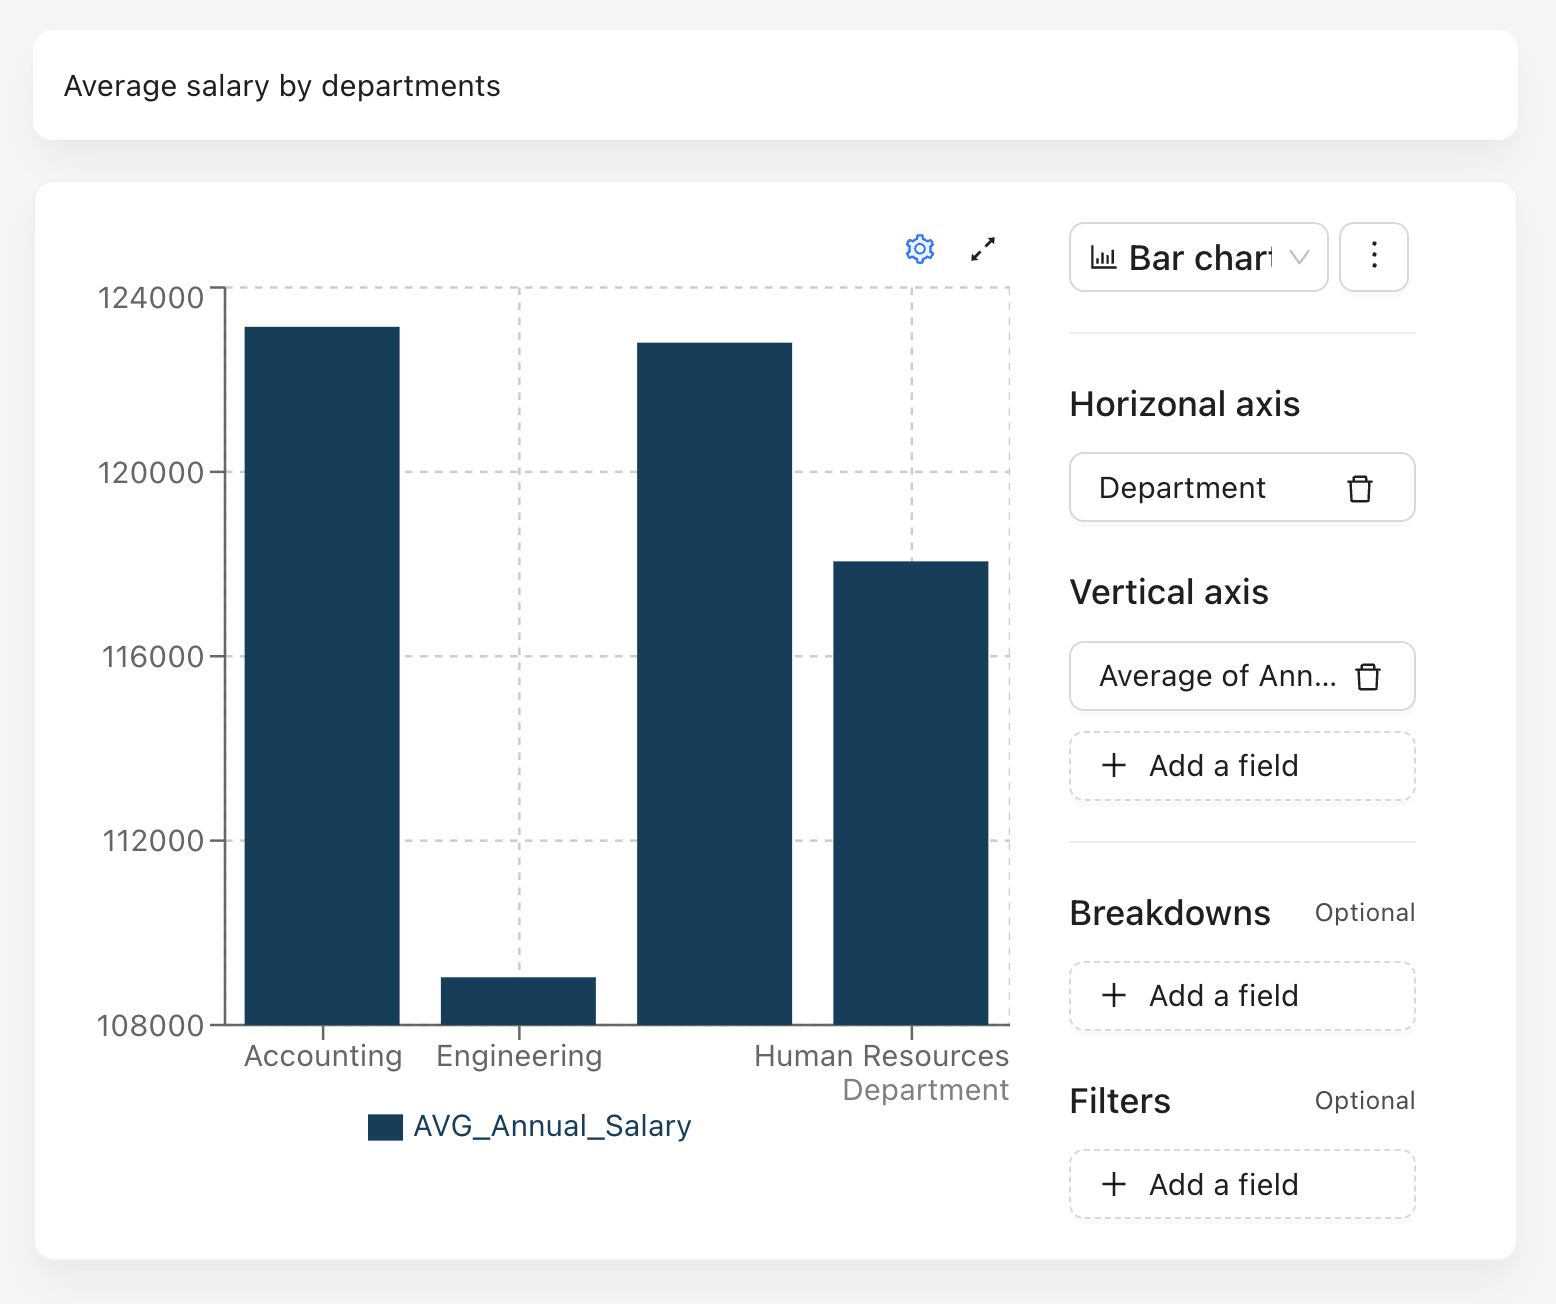 Average salary by departments
124000
120000
116000
112000
108000
Accounting
Engineering
Human Resources
Department
AVG_Annual_Salary
Bar chart
Horizonal axis
Department
Vertical axis
Average of Ann...
Add a field
Breakdowns Optional
Add a field
Filters Optional
Add a field